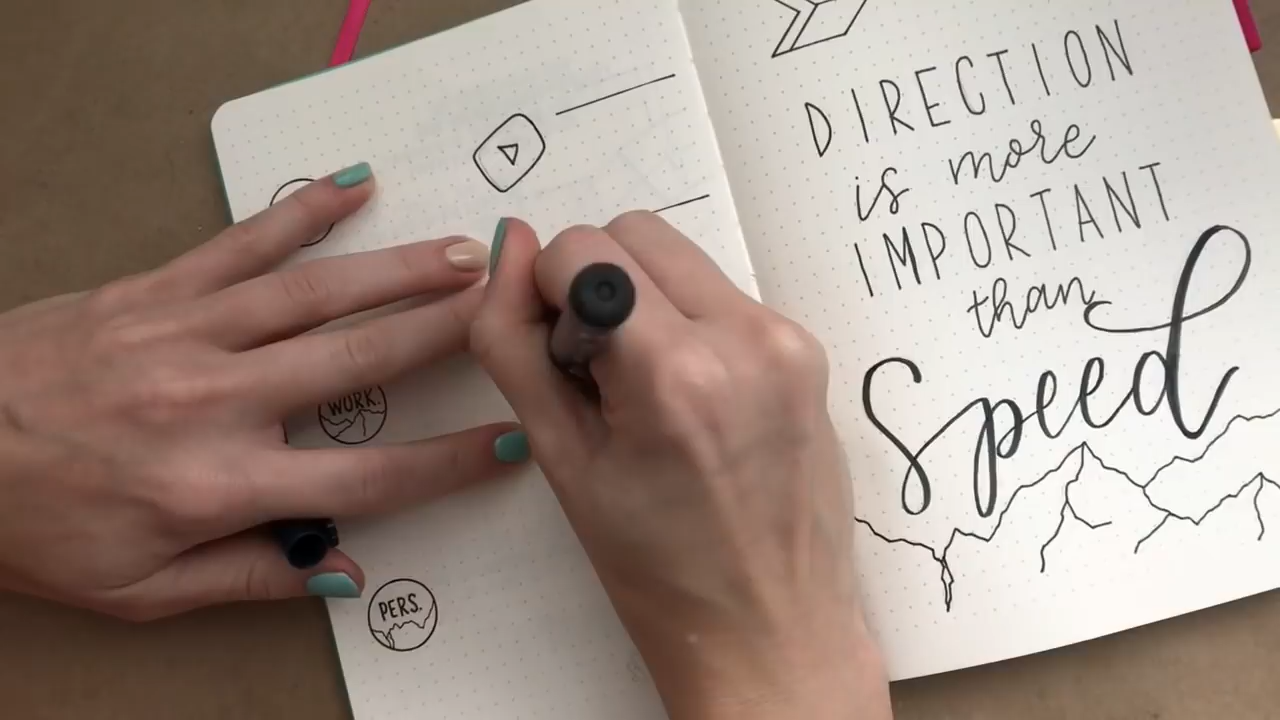 WORK.
PERS.
DIRECTION
is more
IMPORTANT
than
Speed